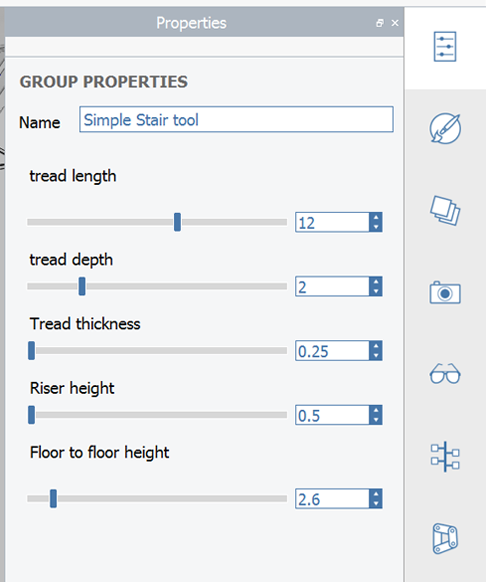 Properties
GROUP PROPERTIES
Name Simple Stair tool
tread length
12
tread depth
2
Tread thickness
0.25
Riser height
0.5
Floor to floor height
2.6